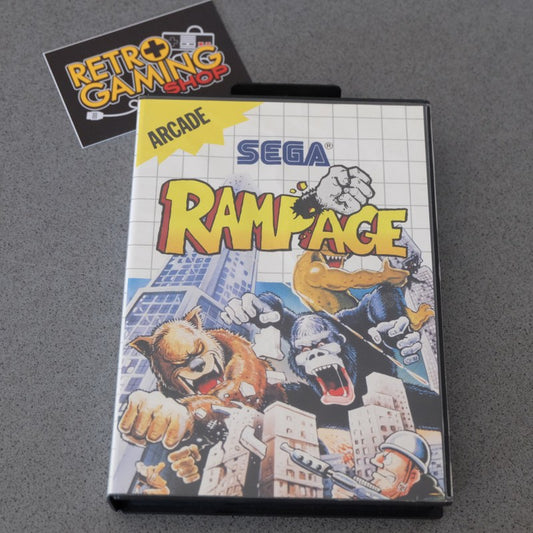 RETRO
GAMING
SHOP
ARCADE
SEGA®
RAMPAGE